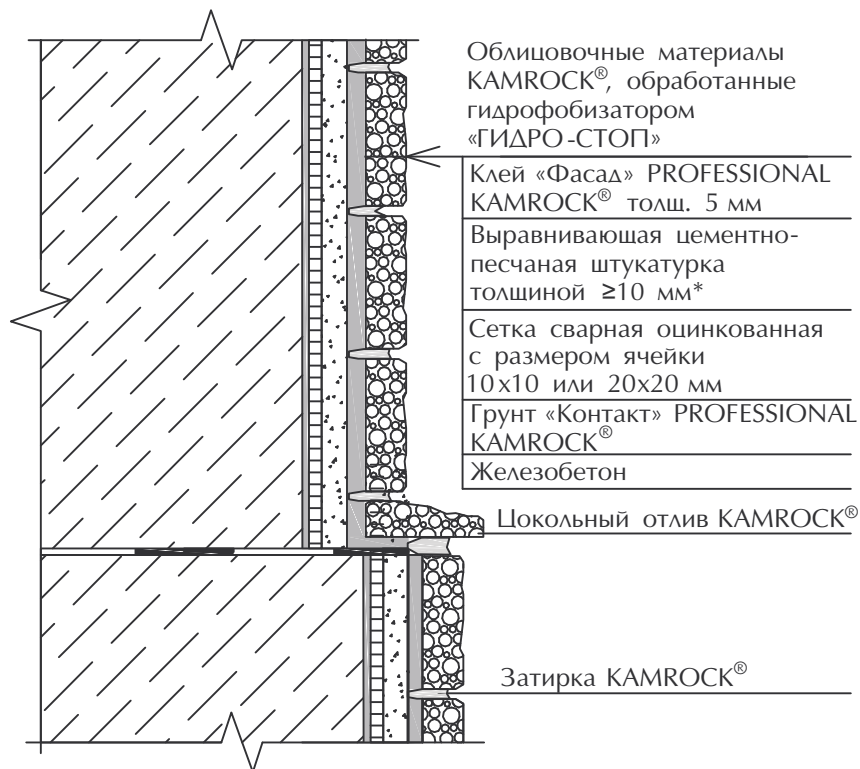 Облицовочные материалы
KAMROCK®, обработанные
гидрофобизатором
«ГИДРО-СТОП»
Клей «Фасад» PROFESSIONAL
KAMROCK® толщ. 5 мм
Выравнивающая цементно-
песчаная штукатурка
толщиной ≥10 мм*
Сетка сварная оцинкованная
с размером ячейки
10х10 или 20х20 мм
Грунт «Контакт» PROFESSIONAL
KAMROCK®
Железобетон
Цокольный отлив KAMROCK®
Затирка KAMROCK®